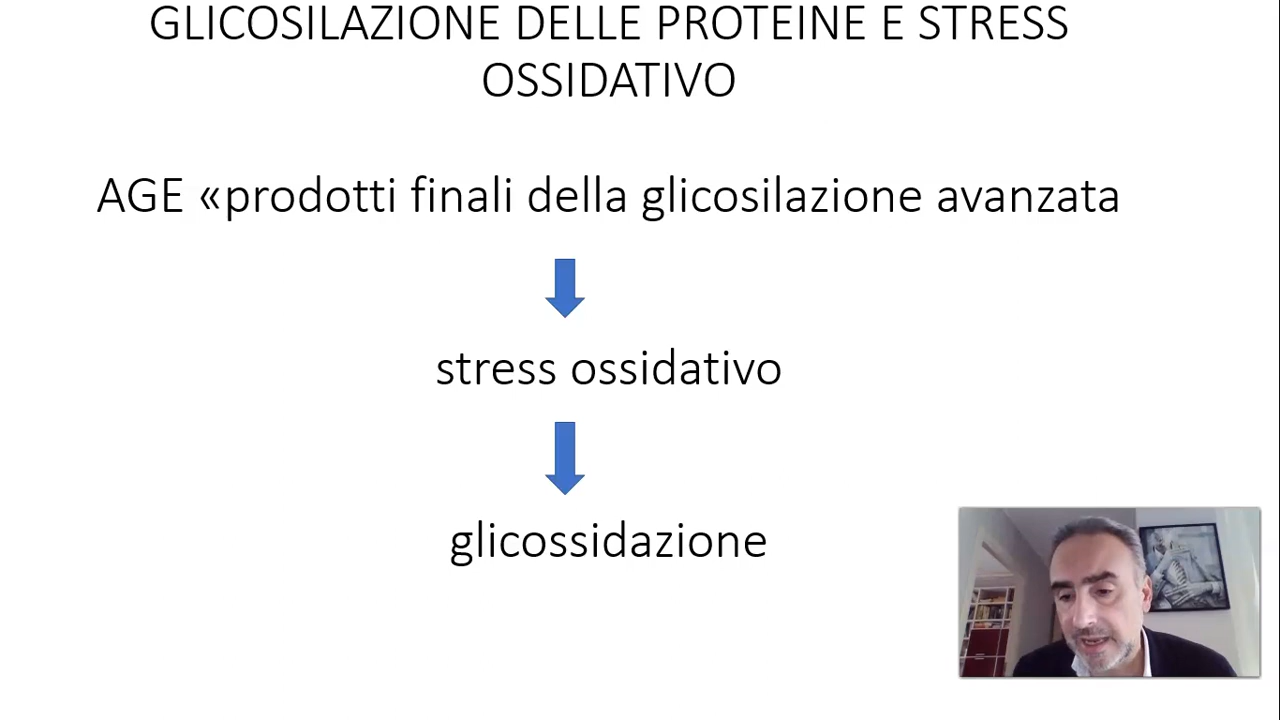 GLICOSILAZIONE DELLE PROTEINE E STRESS
OSSIDATIVO
AGE «prodotti finali della glicosilazione avanzata
stress ossidativo
glicossidazione